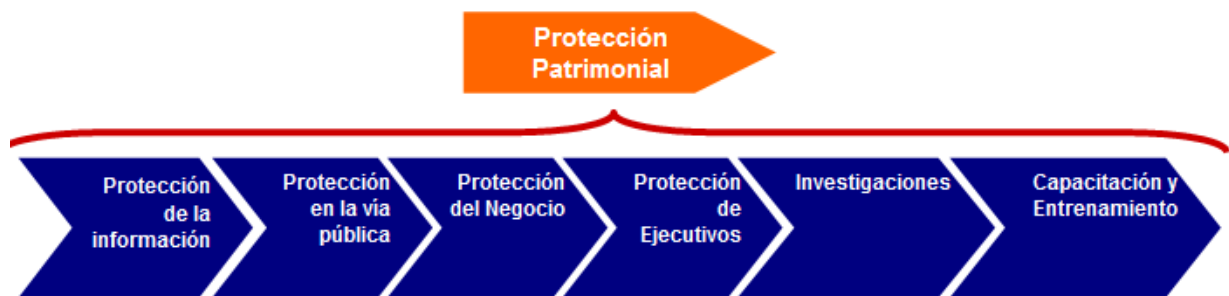 Protección
Patrimonial
Protección
de la
información
Protección
en la vía
pública
Protección
del Negocio
Protección
de
Ejecutivos
Investigaciones
Capacitación y
Entrenamiento